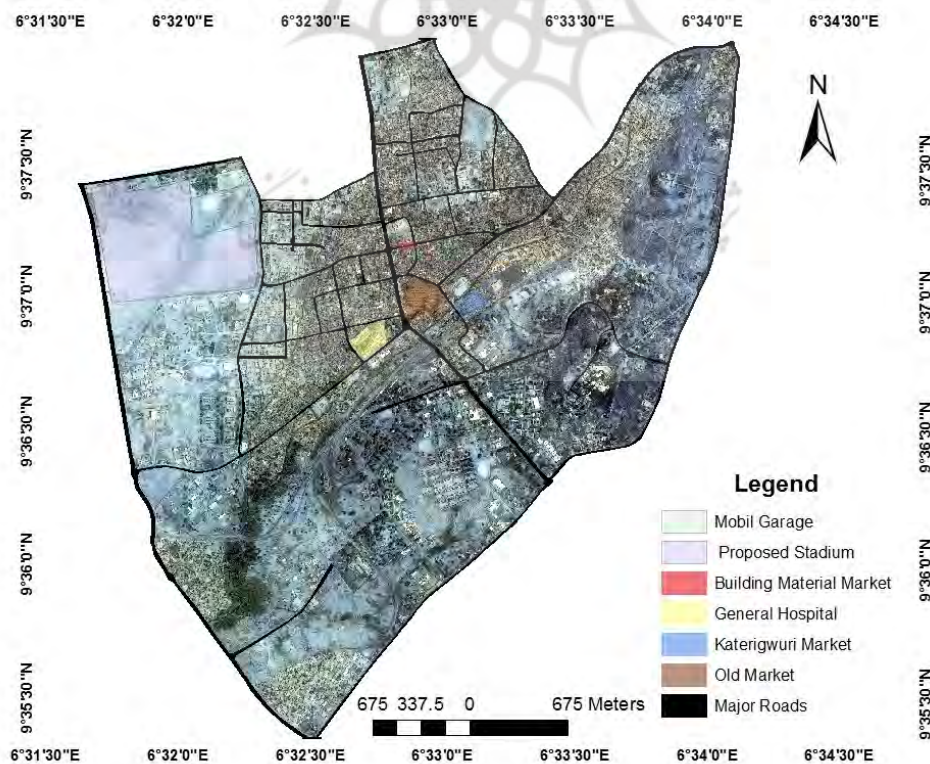 6°31'30"E 6°32'0"E 6°32'30"E 6°33'0"E 6°33'30"E 6°34'0"E 6°34'30"E
N
9°37'30"N 9°37'30"N
9°37'0"N 9°37'0"N
9°36'30"N 9°36'30"N
9°36'0"N 9°36'0"N
9°35'30"N 9°35'30"N
Legend
Mobil Garage
Proposed Stadium
Building Material Market
General Hospital
Katerigwuri Market
Old Market
Major Roads
675 337.5 0 675 Meters
6°31'30"E 6°32'0"E 6°32'30"E 6°33'0"E 6°33'30"E 6°34'0"E 6°34'30"E